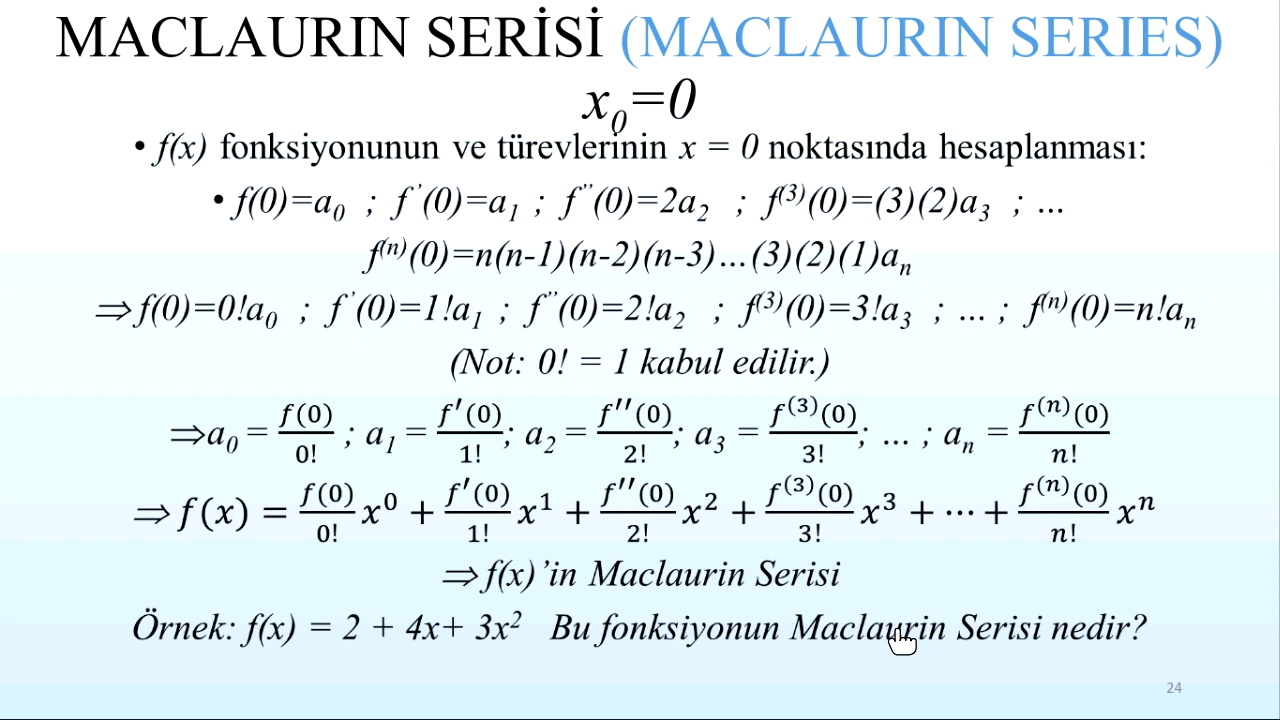 MACLAURIN SERİSİ (MACLAURIN SERIES)
x₀=0
• f(x) fonksiyonunun ve türevlerinin x = 0 noktasında hesaplanması:
• f(0)=a₀ ; f ’(0)=a₁ ; f ’’(0)=2a₂ ; f⁽³⁾(0)=(3)(2)a₃ ; ...
f⁽ⁿ⁾(0)=n(n-1)(n-2)(n-3)…(3)(2)(1)aₙ
⇒f(0)=0!a₀ ; f ’(0)=1!a₁ ; f ’’(0)=2!a₂ ; f⁽³⁾(0)=3!a₃ ; ... ; f⁽ⁿ⁾(0)=n!aₙ
(Not: 0! = 1 kabul edilir.)
⇒a₀ = f(0)/0! ; a₁ = f′(0)/1!; a₂ = f′′(0)/2!; a₃ = f⁽³⁾(0)/3!; ... ; aₙ = f⁽ⁿ⁾(0)/n!
⇒f(x) = f(0)/0! x⁰ + f′(0)/1! x¹ + f′′(0)/2! x² + f⁽³⁾(0)/3! x³ + ⋯ + f⁽ⁿ⁾(0)/n! xⁿ
⇒f(x)’in Maclaurin Serisi
Örnek: f(x) = 2 + 4x+ 3x² Bu fonksiyonun Maclaurin Serisi nedir?
24